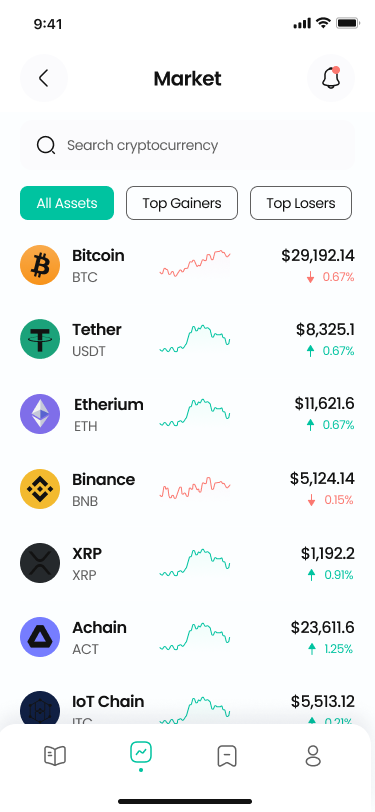 9:41
Market
Search cryptocurrency
All Assets Top Gainers Top Losers
Bitcoin $29,192.14
BTC 0.67%
Tether $8,325.1
USDT 0.67%
Etherium $11,621.6
ETH 0.67%
Binance $5,124.14
BNB 0.15%
XRP $1,192.2
XRP 0.91%
Achain $23,611.6
ACT 1.25%
IoT Chain $5,513.12
ITC 0.21%